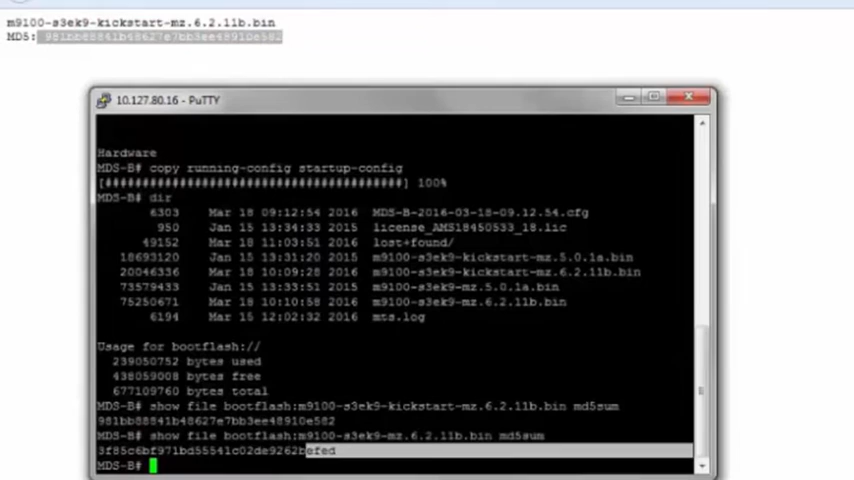 m9100-s3ek9-kickstart-mz.6.2.11b.bin
MD5: 981bb88841b48627e7bb3ee48910e582
10.127.80.16 - PuTTY
Hardware
MDS-B# copy running-config startup-config
[########################################] 100%
MDS-B# dir
6303 Mar 18 09:12:54 2016 MDS-B-2016-03-18-09.12.54.cfg
950 Jan 15 13:34:33 2015 license_AMS18450533_18.lic
49152 Mar 18 11:03:51 2016 lost+found/
18693120 Jan 15 13:31:20 2015 m9100-s3ek9-kickstart-mz.5.0.1a.bin
20046336 Mar 18 10:09:28 2016 m9100-s3ek9-kickstart-mz.6.2.11b.bin
73579433 Jan 15 13:33:51 2015 m9100-s3ek9-mz.5.0.1a.bin
75250671 Mar 18 10:10:58 2016 m9100-s3ek9-mz.6.2.11b.bin
6194 Mar 15 12:02:32 2016 mts.log
Usage for bootflash://
239050752 bytes used
438059008 bytes free
677109760 bytes total
MDS-B# show file bootflash:m9100-s3ek9-kickstart-mz.6.2.11b.bin md5sum
981bb88841b48627e7bb3ee48910e582
MDS-B# show file bootflash:m9100-s3ek9-mz.6.2.11b.bin md5sum
3f85c6bf971bd55541c02de9262befed
MDS-B#